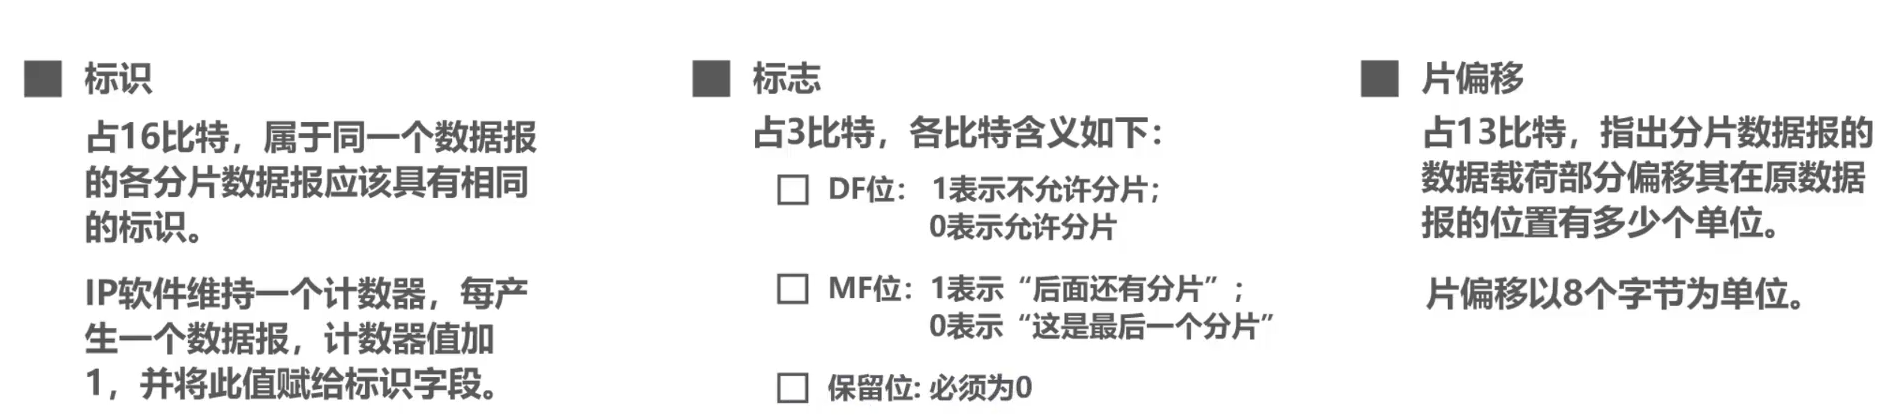 标识
占16比特，属于同一个数据报
的各分片数据报应该具有相同
的标识。
IP软件维持一个计数器，每产
生一个数据报，计数器值加
1，并将此值赋给标识字段。
标志
占3比特，各比特含义如下：
DF位： 1表示不允许分片；
0表示允许分片
MF位：1表示“后面还有分片”；
0表示“这是最后一个分片”
保留位: 必须为0
片偏移
占13比特，指出分片数据报的
数据载荷部分偏移其在原数据
报的位置有多少个单位。
片偏移以8个字节为单位。